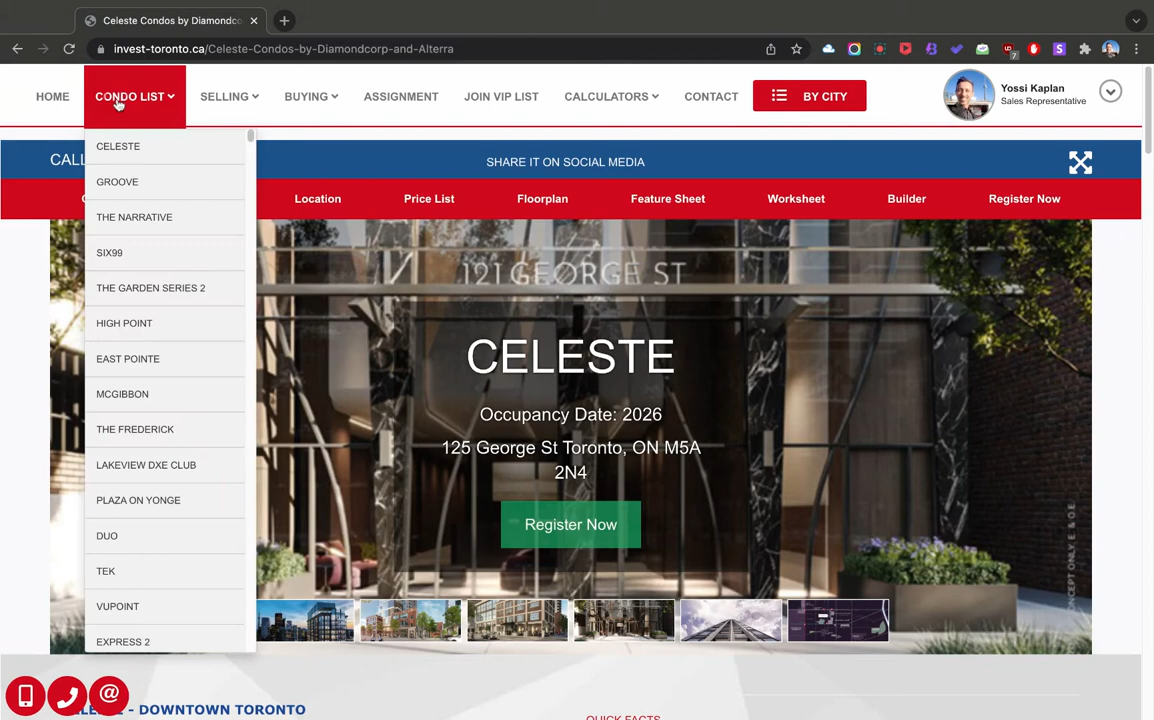 Celeste Condos by Diamondco
invest-toronto.ca/Celeste-Condos-by-Diamondcorp-and-Alterra
7
HOME
CONDO LIST
SELLING
BUYING
ASSIGNMENT
JOIN VIP LIST
CALCULATORS
CONTACT
BY CITY
Yossi Kaplan
Sales Representative
CELESTE
GROOVE
THE NARRATIVE
SIX99
THE GARDEN SERIES 2
HIGH POINT
EAST POINTE
MCGIBBON
THE FREDERICK
LAKEVIEW DXE CLUB
PLAZA ON YONGE
DUO
TEK
VUPOINT
EXPRESS 2
CALL
SHARE IT ON SOCIAL MEDIA
Location
Price List
Floorplan
Feature Sheet
Worksheet
Builder
Register Now
121 GEORGE ST
CELESTE
Occupancy Date: 2026
125 George St Toronto, ON M5A
2N4
Register Now
CONCEPT ONLY. E & O.E.
- DOWNTOWN TORONTO
QUICK FACTS